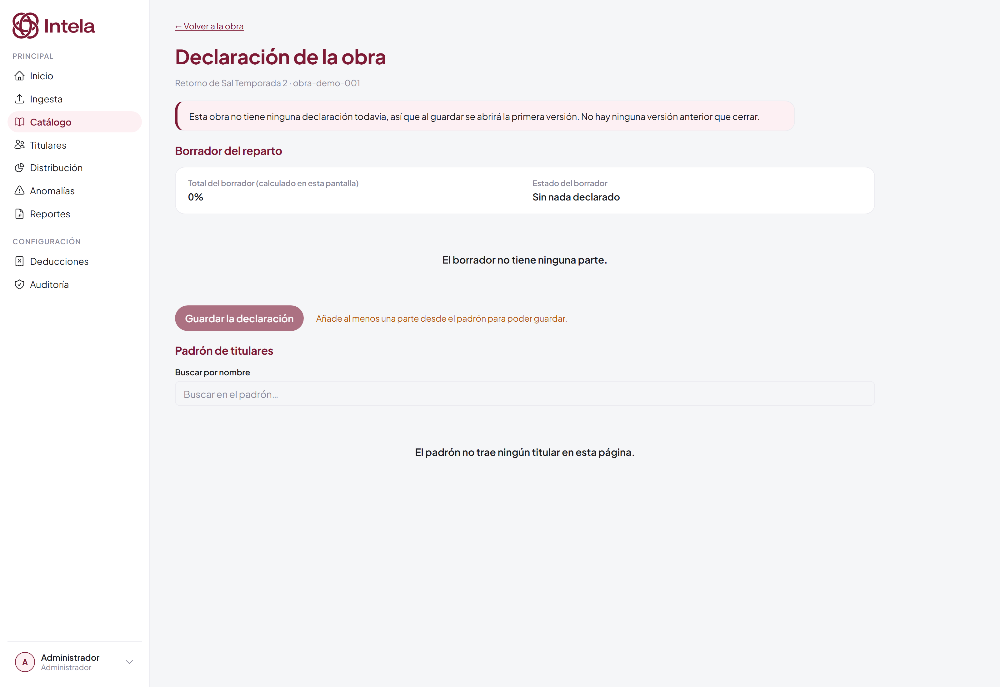 Intela
PRINCIPAL
Inicio
Ingesta
Catálogo
Titulares
Distribución
Anomalías
Reportes
CONFIGURACIÓN
Deducciones
Auditoría
A
Administrador
Administrador
← Volver a la obra
Declaración de la obra
Retorno de Sal Temporada 2 · obra-demo-001
Esta obra no tiene ninguna declaración todavía, así que al guardar se abrirá la primera versión. No hay ninguna versión anterior que cerrar.
Borrador del reparto
Total del borrador (calculado en esta pantalla)
0%
Estado del borrador
Sin nada declarado
El borrador no tiene ninguna parte.
Guardar la declaración
Añade al menos una parte desde el padrón para poder guardar.
Padrón de titulares
Buscar por nombre
Buscar en el padrón...
El padrón no trae ningún titular en esta página.